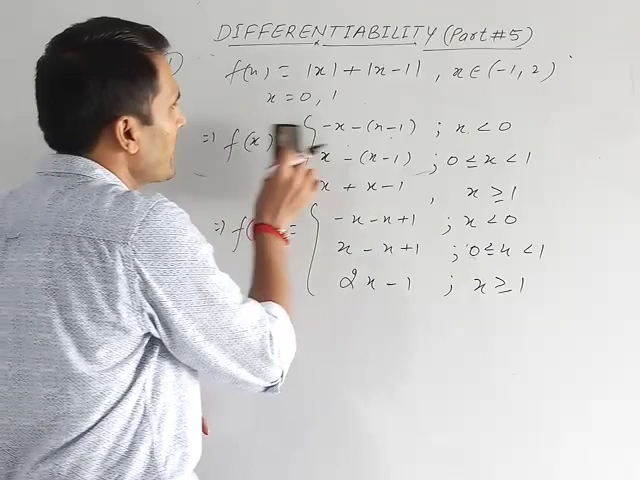 DIFFERENTIABILITY (Part #5)
f(x) = |x| + |x-1| , x ∈ (-1, 2)
x = 0, 1
⇒ f(x) { -x - (x-1) ; x < 0
x - (x-1) ; 0 ≤ x < 1
x + x - 1 , x ≥ 1
⇒ f( = { -x - x + 1 ; x < 0
x - x + 1 ; 0 ≤ x < 1
2x - 1 ; x ≥ 1